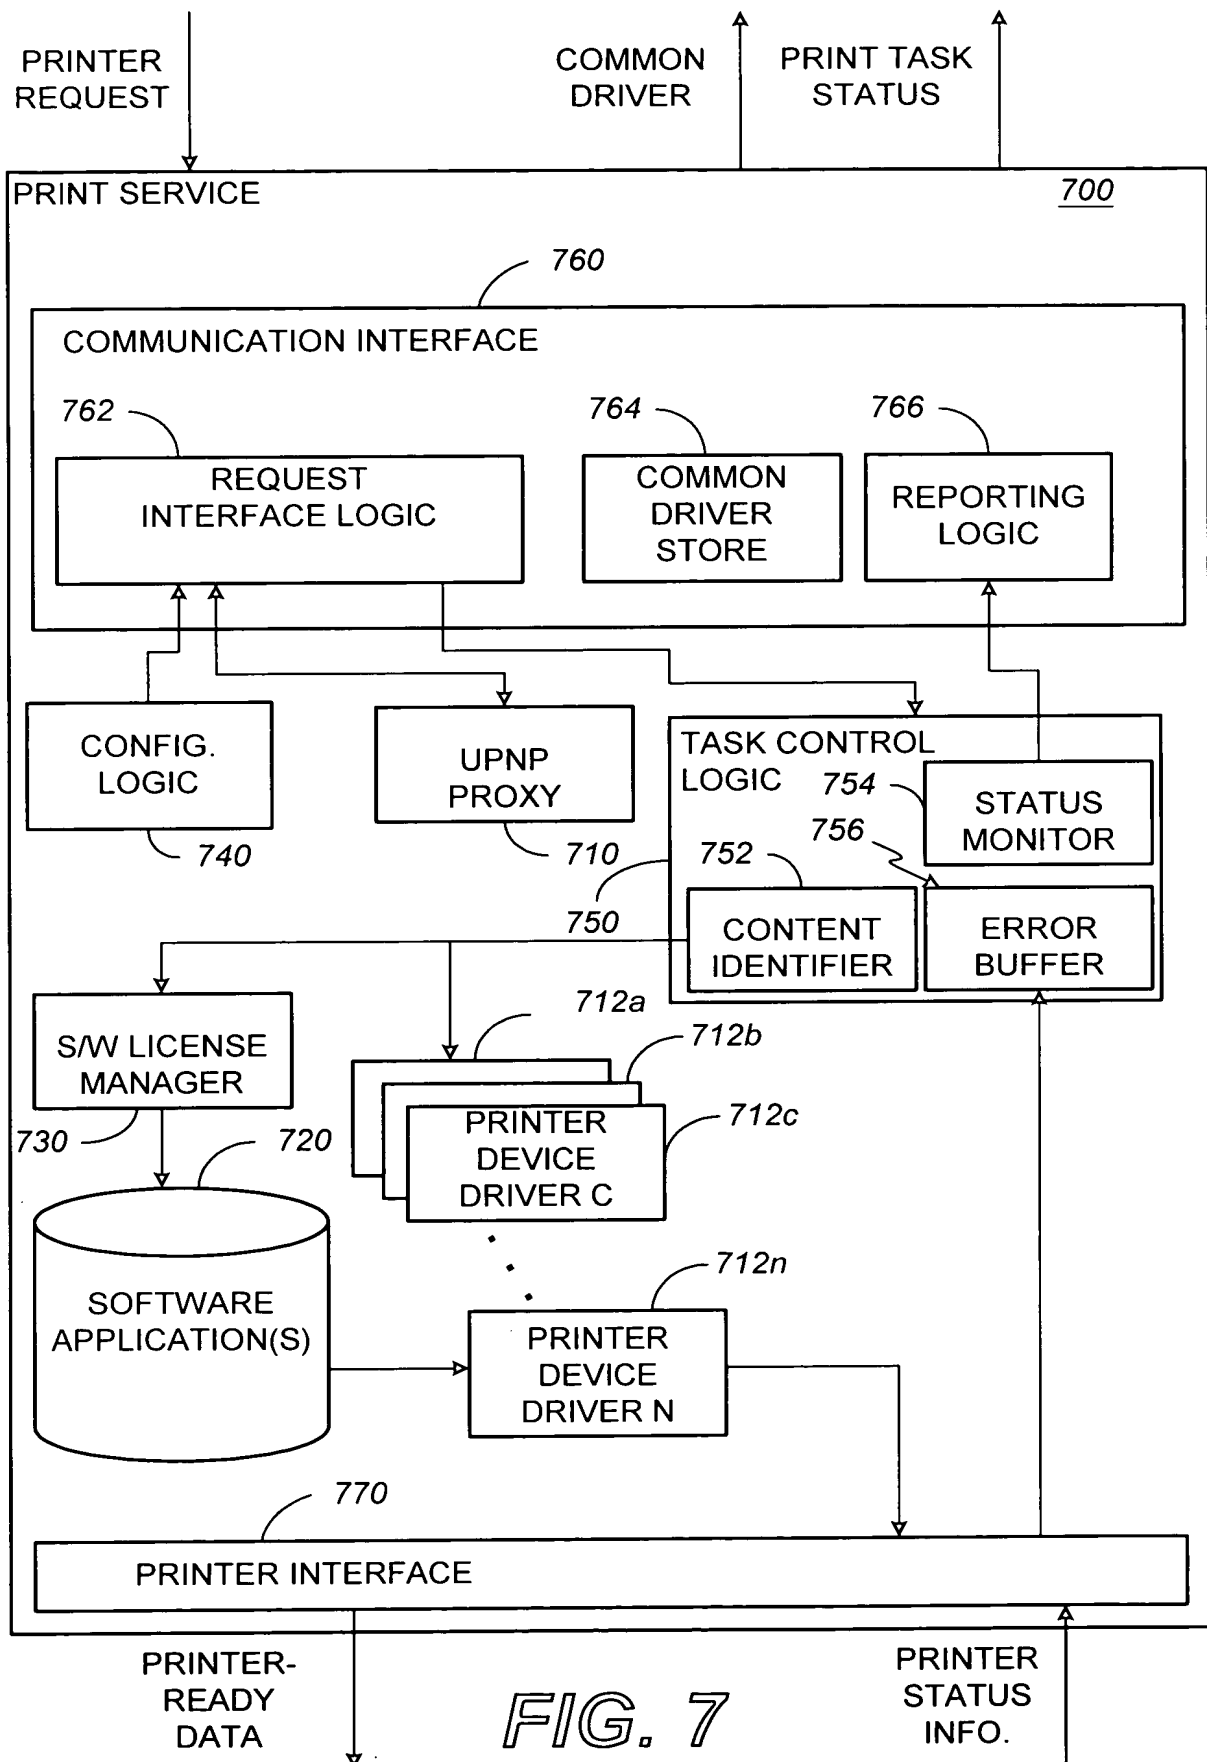 PRINTER
REQUEST
COMMON
DRIVER
PRINT TASK
STATUS
PRINT SERVICE
700
760
COMMUNICATION INTERFACE
762
764
766
REQUEST
INTERFACE LOGIC
COMMON
DRIVER
STORE
REPORTING
LOGIC
CONFIG.
LOGIC
740
UPNP
PROXY
710
TASK CONTROL
LOGIC
754
STATUS
MONITOR
756
752
750
CONTENT
IDENTIFIER
ERROR
BUFFER
S/W LICENSE
MANAGER
730
720
712a
712b
712c
PRINTER
DEVICE
DRIVER C
712n
SOFTWARE
APPLICATION(S)
PRINTER
DEVICE
DRIVER N
770
PRINTER INTERFACE
PRINTER-
READY
DATA
FIG. 7
PRINTER
STATUS
INFO.